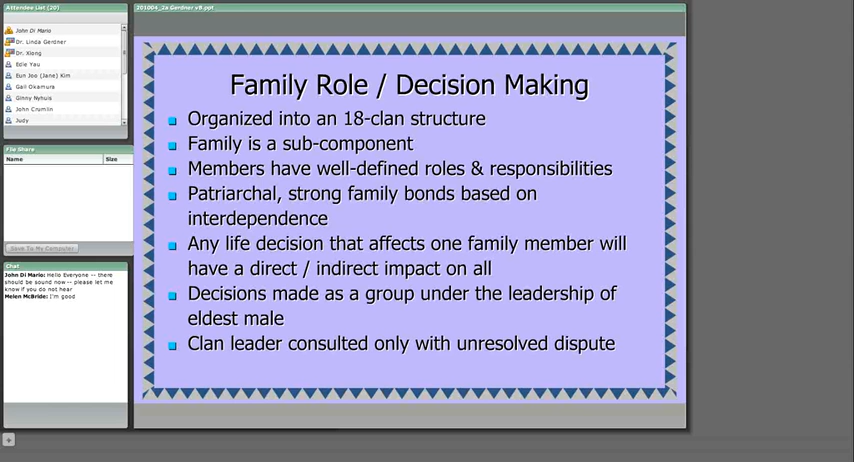 Attendee List (20)
John Di Mario
Dr. Linda Gerdner
Dr. Xiong
Edie Yau
Eun Joo (Jane) Kim
Gail Okamura
Ginny Nyhuis
John Crumlin
Judy
File Share
Name Size
Save To My Computer
Chat
John Di Mario: Hello Everyone -- there
should be sound now -- please let me
know if you do not hear
Melen McBride: I'm good
201004_2a Gerdner v8.ppt
Family Role / Decision Making
Organized into an 18-clan structure
Family is a sub-component
Members have well-defined roles & responsibilities
Patriarchal, strong family bonds based on
interdependence
Any life decision that affects one family member will
have a direct / indirect impact on all
Decisions made as a group under the leadership of
eldest male
Clan leader consulted only with unresolved dispute